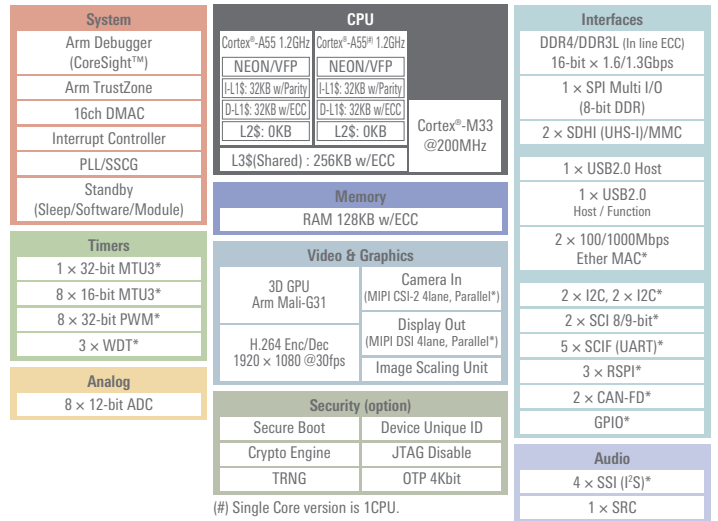 System
Arm Debugger
(CoreSight™)
Arm TrustZone
16ch DMAC
Interrupt Controller
PLL/SSCG
Standby
(Sleep/Software/Module)
Timers
1 × 32-bit MTU3*
8 × 16-bit MTU3*
8 × 32-bit PWM*
3 × WDT*
Analog
8 × 12-bit ADC
CPU
Cortex®-A55 1.2GHz
NEON/VFP
I-L1$: 32KB w/Parity
D-L1$: 32KB w/ECC
L2$: 0KB
Cortex®-A55(#) 1.2GHz
NEON/VFP
I-L1$: 32KB w/Parity
D-L1$: 32KB w/ECC
L2$: 0KB
L3$(Shared) : 256KB w/ECC
Cortex®-M33
@200MHz
Memory
RAM 128KB w/ECC
Video & Graphics
3D GPU
Arm Mali-G31
H.264 Enc/Dec
1920 × 1080 @30fps
Camera In
(MIPI CSI-2 4lane, Parallel*)
Display Out
(MIPI DSI 4lane, Parallel*)
Image Scaling Unit
Security (option)
Secure Boot
Device Unique ID
Crypto Engine
JTAG Disable
TRNG
OTP 4Kbit
(#) Single Core version is 1CPU.
Interfaces
DDR4/DDR3L (In line ECC)
16-bit × 1.6/1.3Gbps
1 × SPI Multi I/O
(8-bit DDR)
2 × SDHI (UHS-I)/MMC
1 × USB2.0 Host
1 × USB2.0
Host / Function
2 × 100/1000Mbps
Ether MAC*
2 × I2C, 2 × I2C*
2 × SCI 8/9-bit*
5 × SCIF (UART)*
3 × RSPI*
2 × CAN-FD*
GPIO*
Audio
4 × SSI (I²S)*
1 × SRC